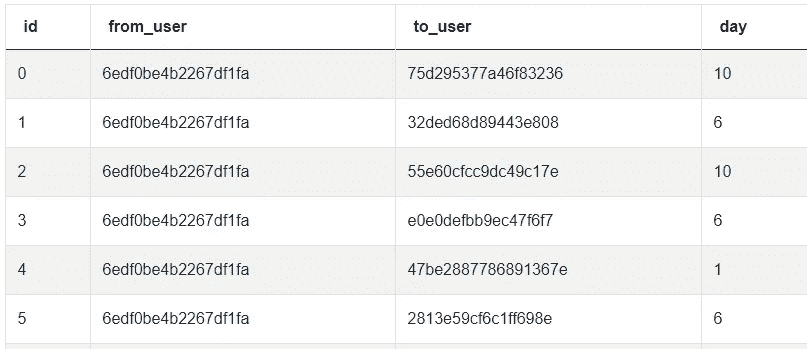 id from_user to_user day
0 6edf0be4b2267df1fa 75d295377a46f83236 10
1 6edf0be4b2267df1fa 32ded68d89443e808 6
2 6edf0be4b2267df1fa 55e60cfcc9dc49c17e 10
3 6edf0be4b2267df1fa e0e0defbb9ec47f6f7 6
4 6edf0be4b2267df1fa 47be2887786891367e 1
5 6edf0be4b2267df1fa 2813e59cf6c1ff698e 6